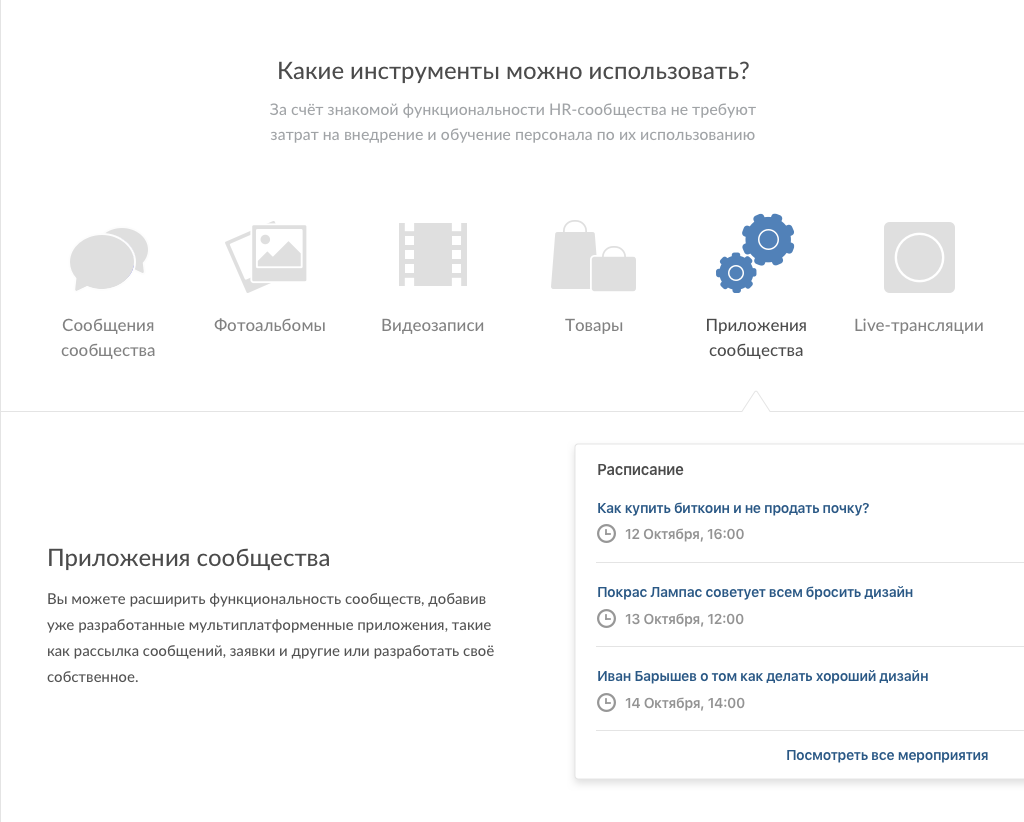 Какие инструменты можно использовать?
За счёт знакомой функциональности HR-сообщества не требуют
затрат на внедрение и обучение персонала по их использованию
Сообщения
сообщества
Фотоальбомы
Видеозаписи
Товары
Приложения
сообщества
Live-трансляции
Приложения сообщества
Вы можете расширить функциональность сообществ, добавив
уже разработанные мультиплатформенные приложения, такие
как рассылка сообщений, заявки и другие или разработать своё
собственное.
Расписание
Как купить биткоин и не продать почку?
12 Октября, 16:00
Покрас Лампас советует всем бросить дизайн
13 Октября, 12:00
Иван Барышев о том как делать хороший дизайн
14 Октября, 14:00
Посмотреть все мероприятия